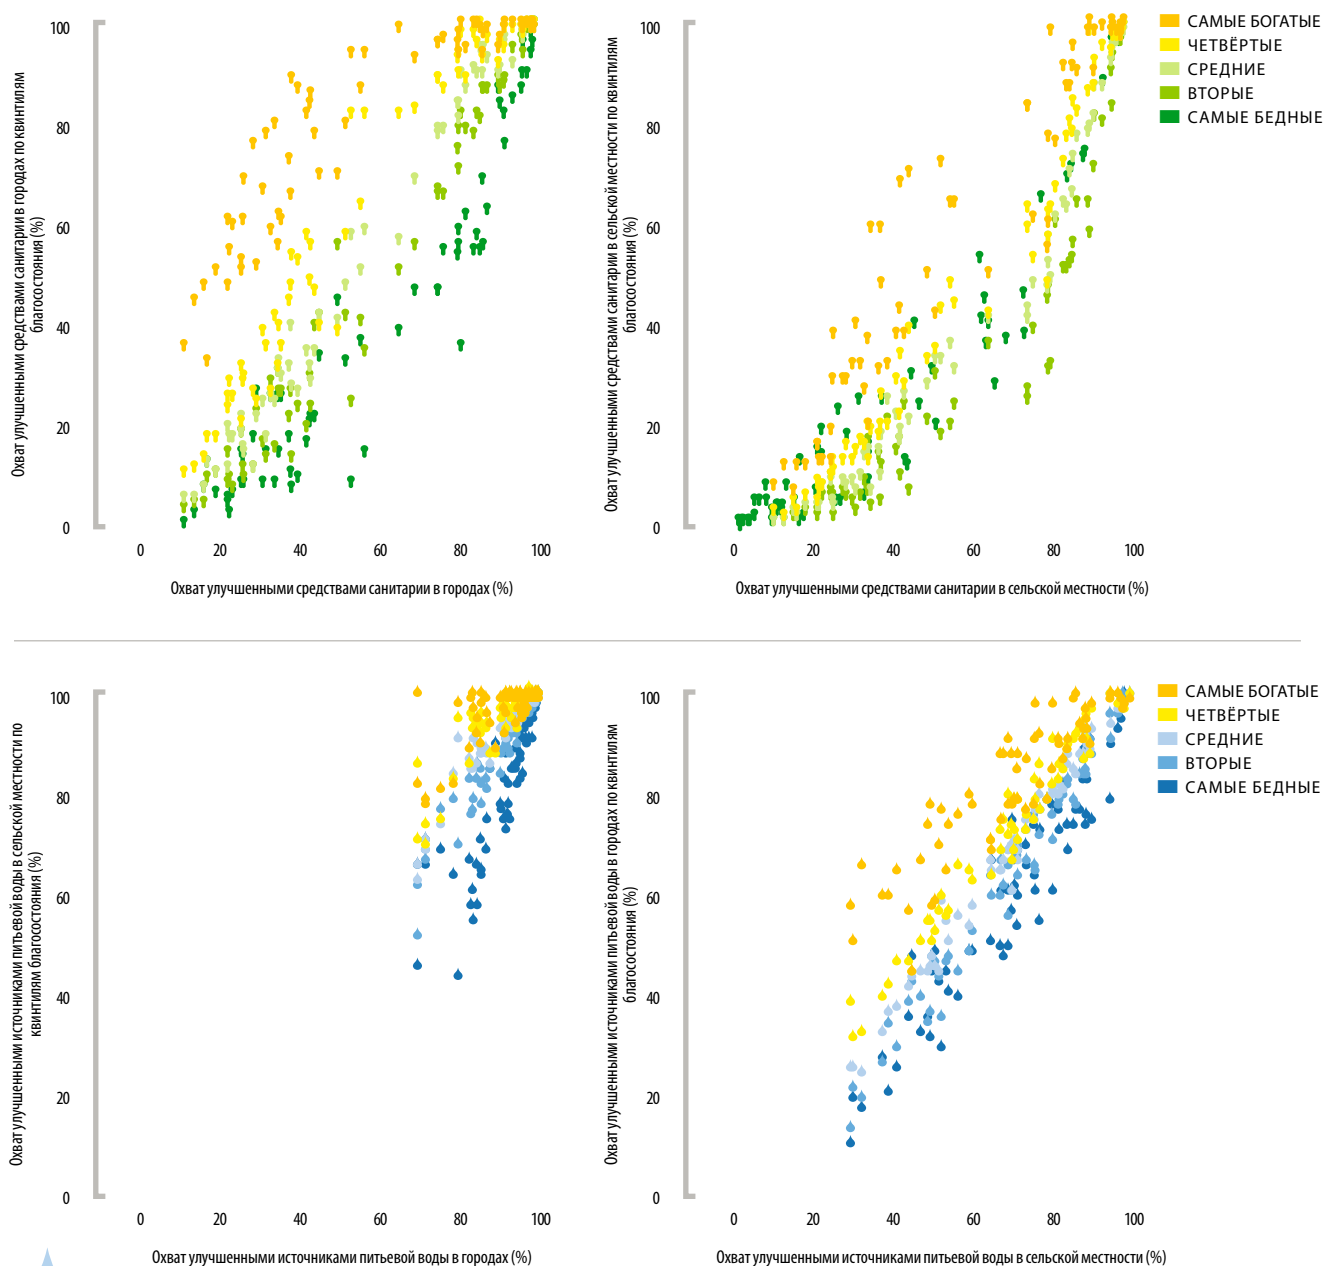 100
80
60
40
20
0
Охват улучшенными средствами санитарии в городах по квинтилям
благосостояния (%)
0 20 40 60 80 100
Охват улучшенными средствами санитарии в городах (%)
100
80
60
40
20
0
Охват улучшенными средствами санитарии в сельской местности по квинтилям
благосостояния (%)
0 20 40 60 80 100
Охват улучшенными средствами санитарии в сельской местности (%)
САМЫЕ БОГАТЫЕ
ЧЕТВЁРТЫЕ
СРЕДНИЕ
ВТОРЫЕ
САМЫЕ БЕДНЫЕ
100
80
60
40
20
0
Охват улучшенными источниками питьевой воды в сельской местности по
квинтилям благосостояния (%)
0 20 40 60 80 100
Охват улучшенными источниками питьевой воды в городах (%)
100
80
60
40
20
0
Охват улучшенными источниками питьевой воды в городах по квинтилям
благосостояния (%)
0 20 40 60 80 100
Охват улучшенными источниками питьевой воды в сельской местности (%)
САМЫЕ БОГАТЫЕ
ЧЕТВЁРТЫЕ
СРЕДНИЕ
ВТОРЫЕ
САМЫЕ БЕДНЫЕ